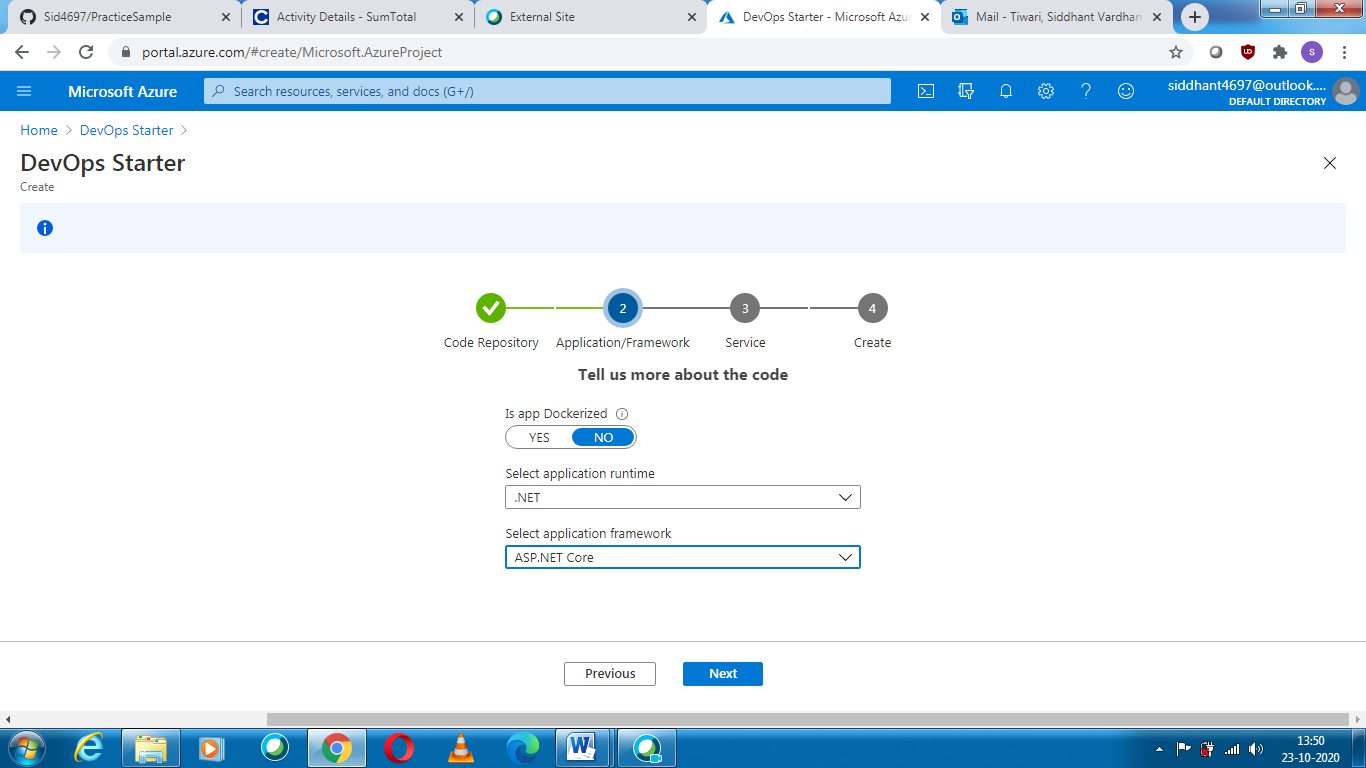 Sid4697/PracticeSample
Activity Details - SumTotal
External Site
DevOps Starter - Microsoft Azu
Mail - Tiwari, Siddhant Vardhan
portal.azure.com/#create/Microsoft.AzureProject
S
Microsoft Azure
Search resources, services, and docs (G+/)
siddhant4697@outlook....
DEFAULT DIRECTORY
Home > DevOps Starter >
DevOps Starter
Create
2
3
4
Code Repository
Application/Framework
Service
Create
Tell us more about the code
Is app Dockerized
YES
NO
Select application runtime
.NET
Select application framework
ASP.NET Core
Previous
Next
13:50
23-10-2020